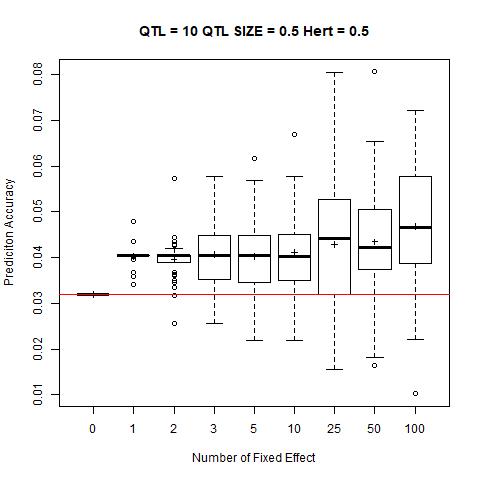 QTL = 10 QTL SIZE = 0.5 Hert = 0.5
0.08
0.07
0.06
0.05
0.04
0.03
0.02
0.01
Prediciton Accuracy
0 1 2 3 5 10 25 50 100
Number of Fixed Effect